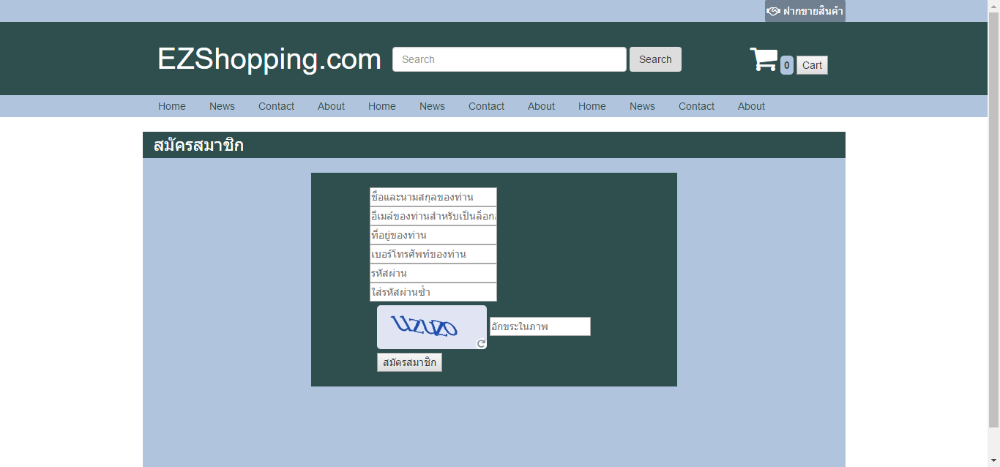 ฝากขายสินค้า
EZShopping.com Search Search 0 Cart
Home News Contact About Home News Contact About Home News Contact About
สมัครสมาชิก
ชื่อและนามสกุลของท่าน
อีเมล์ของท่านสำหรับเป็นล็อก
ที่อยู่ของท่าน
เบอร์โทรศัพท์ของท่าน
รหัสผ่าน
ใส่รหัสผ่านซ้ำ
อักขระในภาพ
สมัครสมาชิก